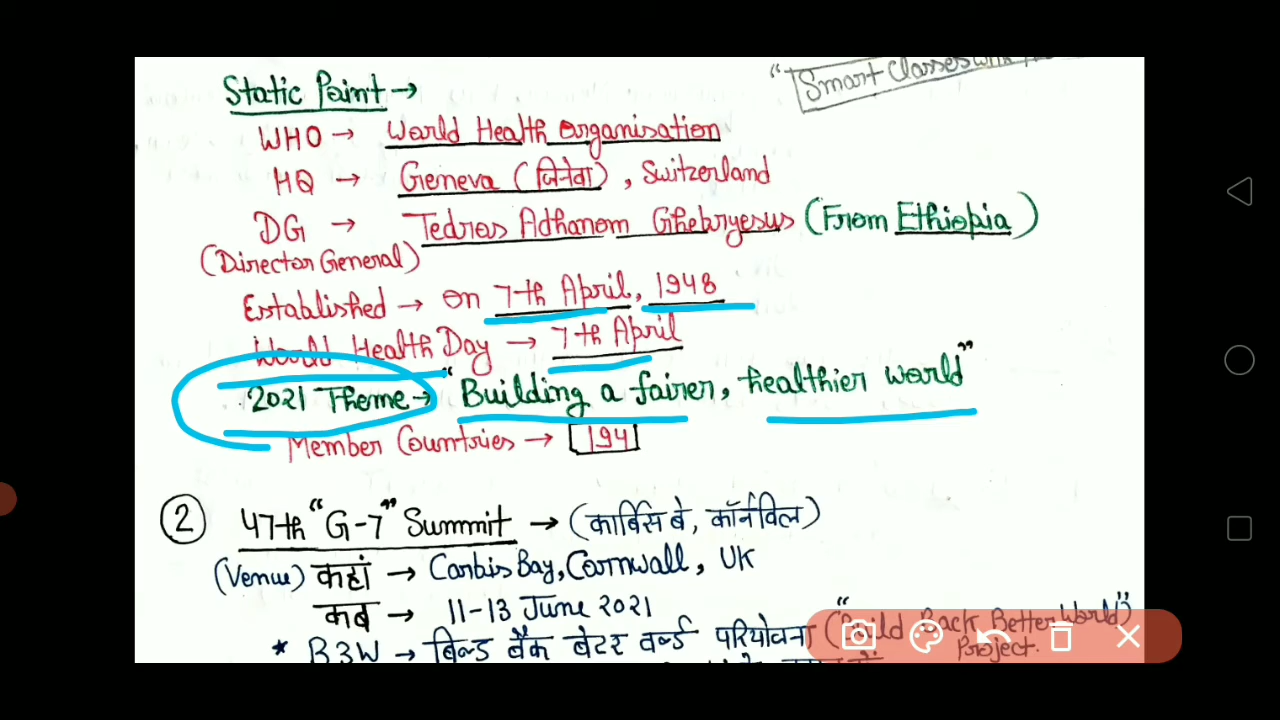 Static Point →
"Smart Classes with
WHO → World Health Organisation
HQ → Geneva (जिनेवा), Switzerland
DG → Tedros Adhanom Ghebryesus (From Ethiopia)
(Director General)
Established → on 7th April, 1948
World Health Day → 7th April
2021 Theme → "Building a fairer, healthier world"
Member Countries → 194
② 47th "G-7" Summit → (कार्बिस बे, कॉर्नविल)
(Venue) कहां → Carbis Bay, Cornwall, UK
कब → 11-13 June 2021
* B3W → बिल्ड बैक बेटर वर्ल्ड परियोजना ("Build Back Better World")
Project.